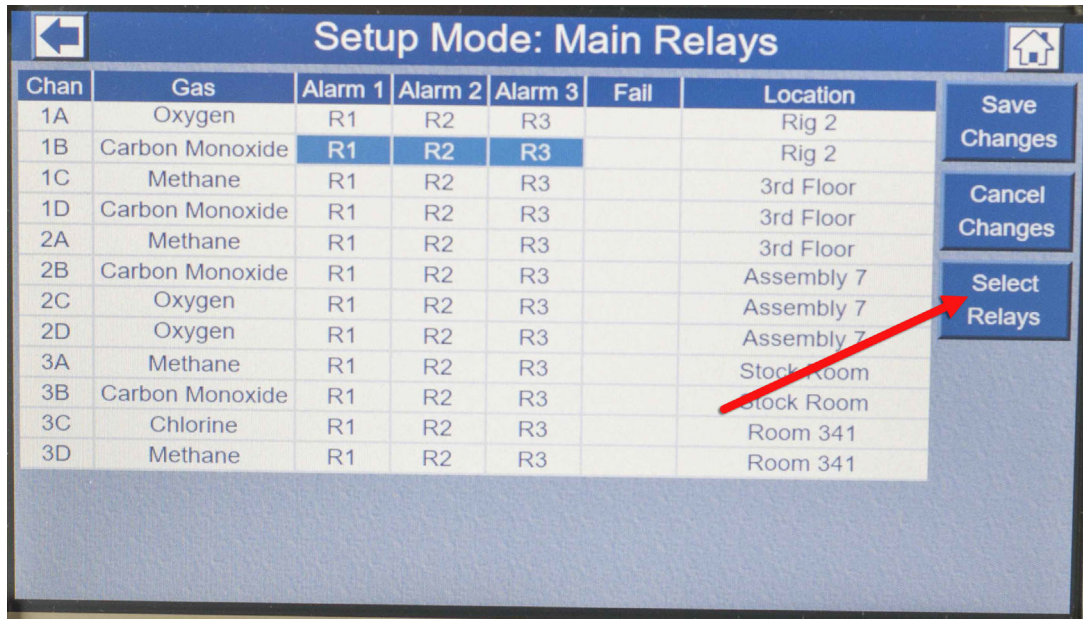 Setup Mode: Main Relays
Chan Gas Alarm 1 Alarm 2 Alarm 3 Fail Location
1A Oxygen R1 R2 R3 Rig 2
1B Carbon Monoxide R1 R2 R3 Rig 2
1C Methane R1 R2 R3 3rd Floor
1D Carbon Monoxide R1 R2 R3 3rd Floor
2A Methane R1 R2 R3 3rd Floor
2B Carbon Monoxide R1 R2 R3 Assembly 7
2C Oxygen R1 R2 R3 Assembly 7
2D Oxygen R1 R2 R3 Assembly 7
3A Methane R1 R2 R3 Stock Room
3B Carbon Monoxide R1 R2 R3 Stock Room
3C Chlorine R1 R2 R3 Room 341
3D Methane R1 R2 R3 Room 341
Save
Changes
Cancel
Changes
Select
Relays